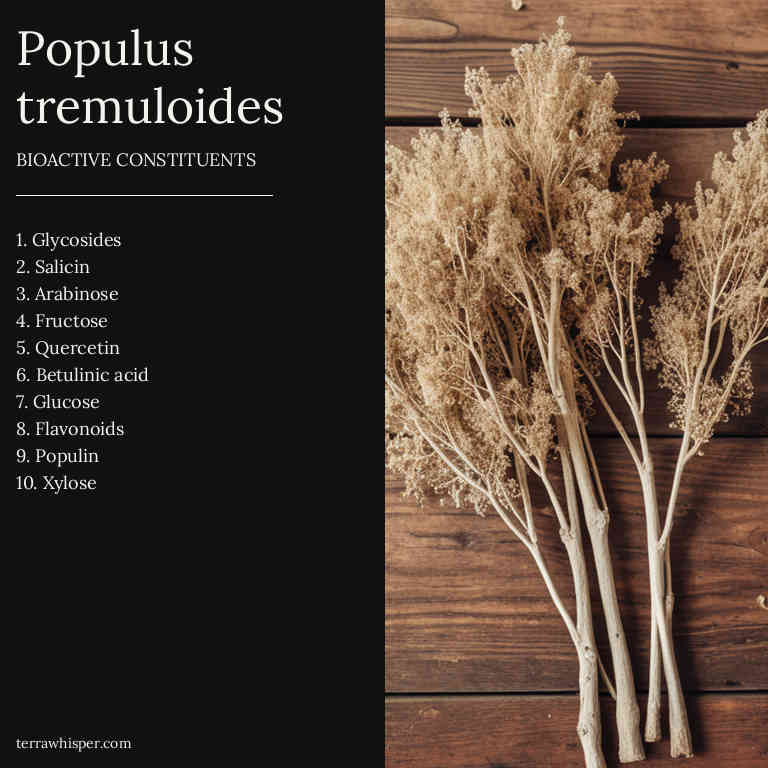 Populus
tremuloides
BIOACTIVE CONSTITUENTS
1. Glycosides
2. Salicin
3. Arabinose
4. Fructose
5. Quercetin
6. Betulinic acid
7. Glucose
8. Flavonoids
9. Populin
10. Xylose
terrawhisper.com